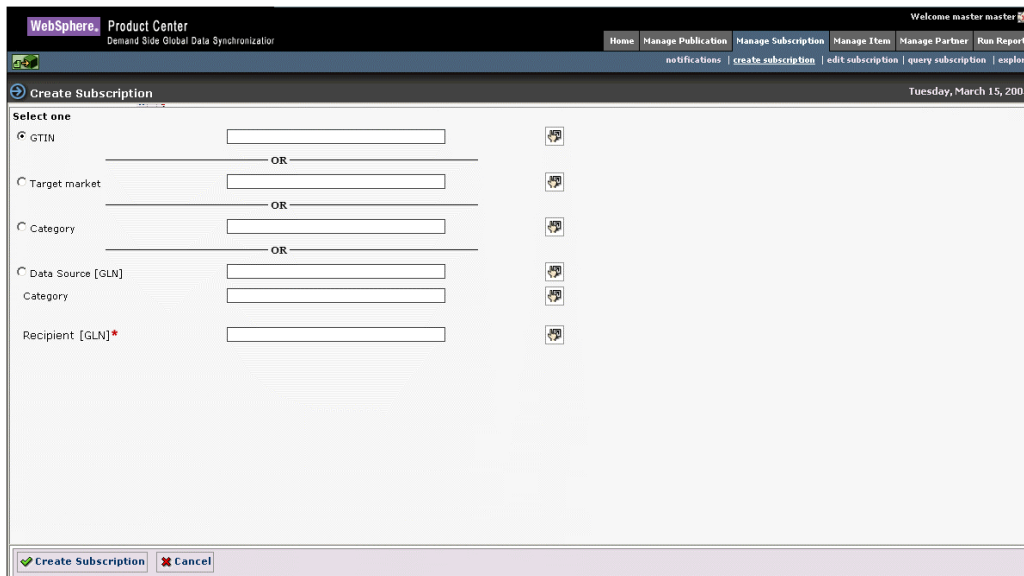 Welcome master master
WebSphere. Product Center
Demand Side Global Data Synchronization
Home Manage Publication Manage Subscription Manage Item Manage Partner Run Report
notifications | create subscription | edit subscription | query subscription | explor
Create Subscription Tuesday, March 15, 200
Select one
GTIN
OR
Target market
OR
Category
OR
Data Source [GLN]
Category
Recipient [GLN]*
Create Subscription Cancel